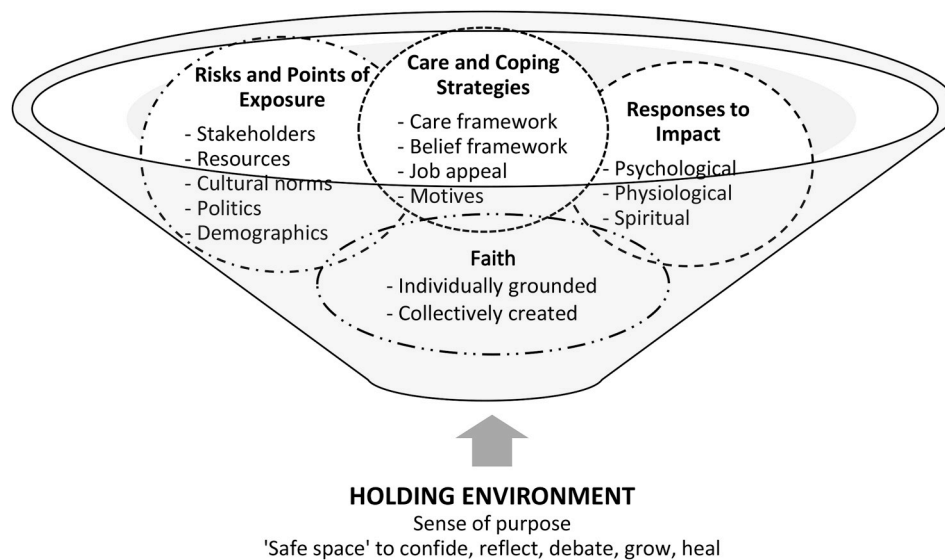 Risks and Points of
Exposure
- Stakeholders
- Resources
- Cultural norms
- Politics
- Demographics
Care and Coping
Strategies
- Care framework
- Belief framework
- Job appeal
- Motives
Responses to
Impact
- Psychological
- Physiological
- Spiritual
Faith
- Individually grounded
- Collectively created
HOLDING ENVIRONMENT
Sense of purpose
'Safe space' to confide, reflect, debate, grow, heal